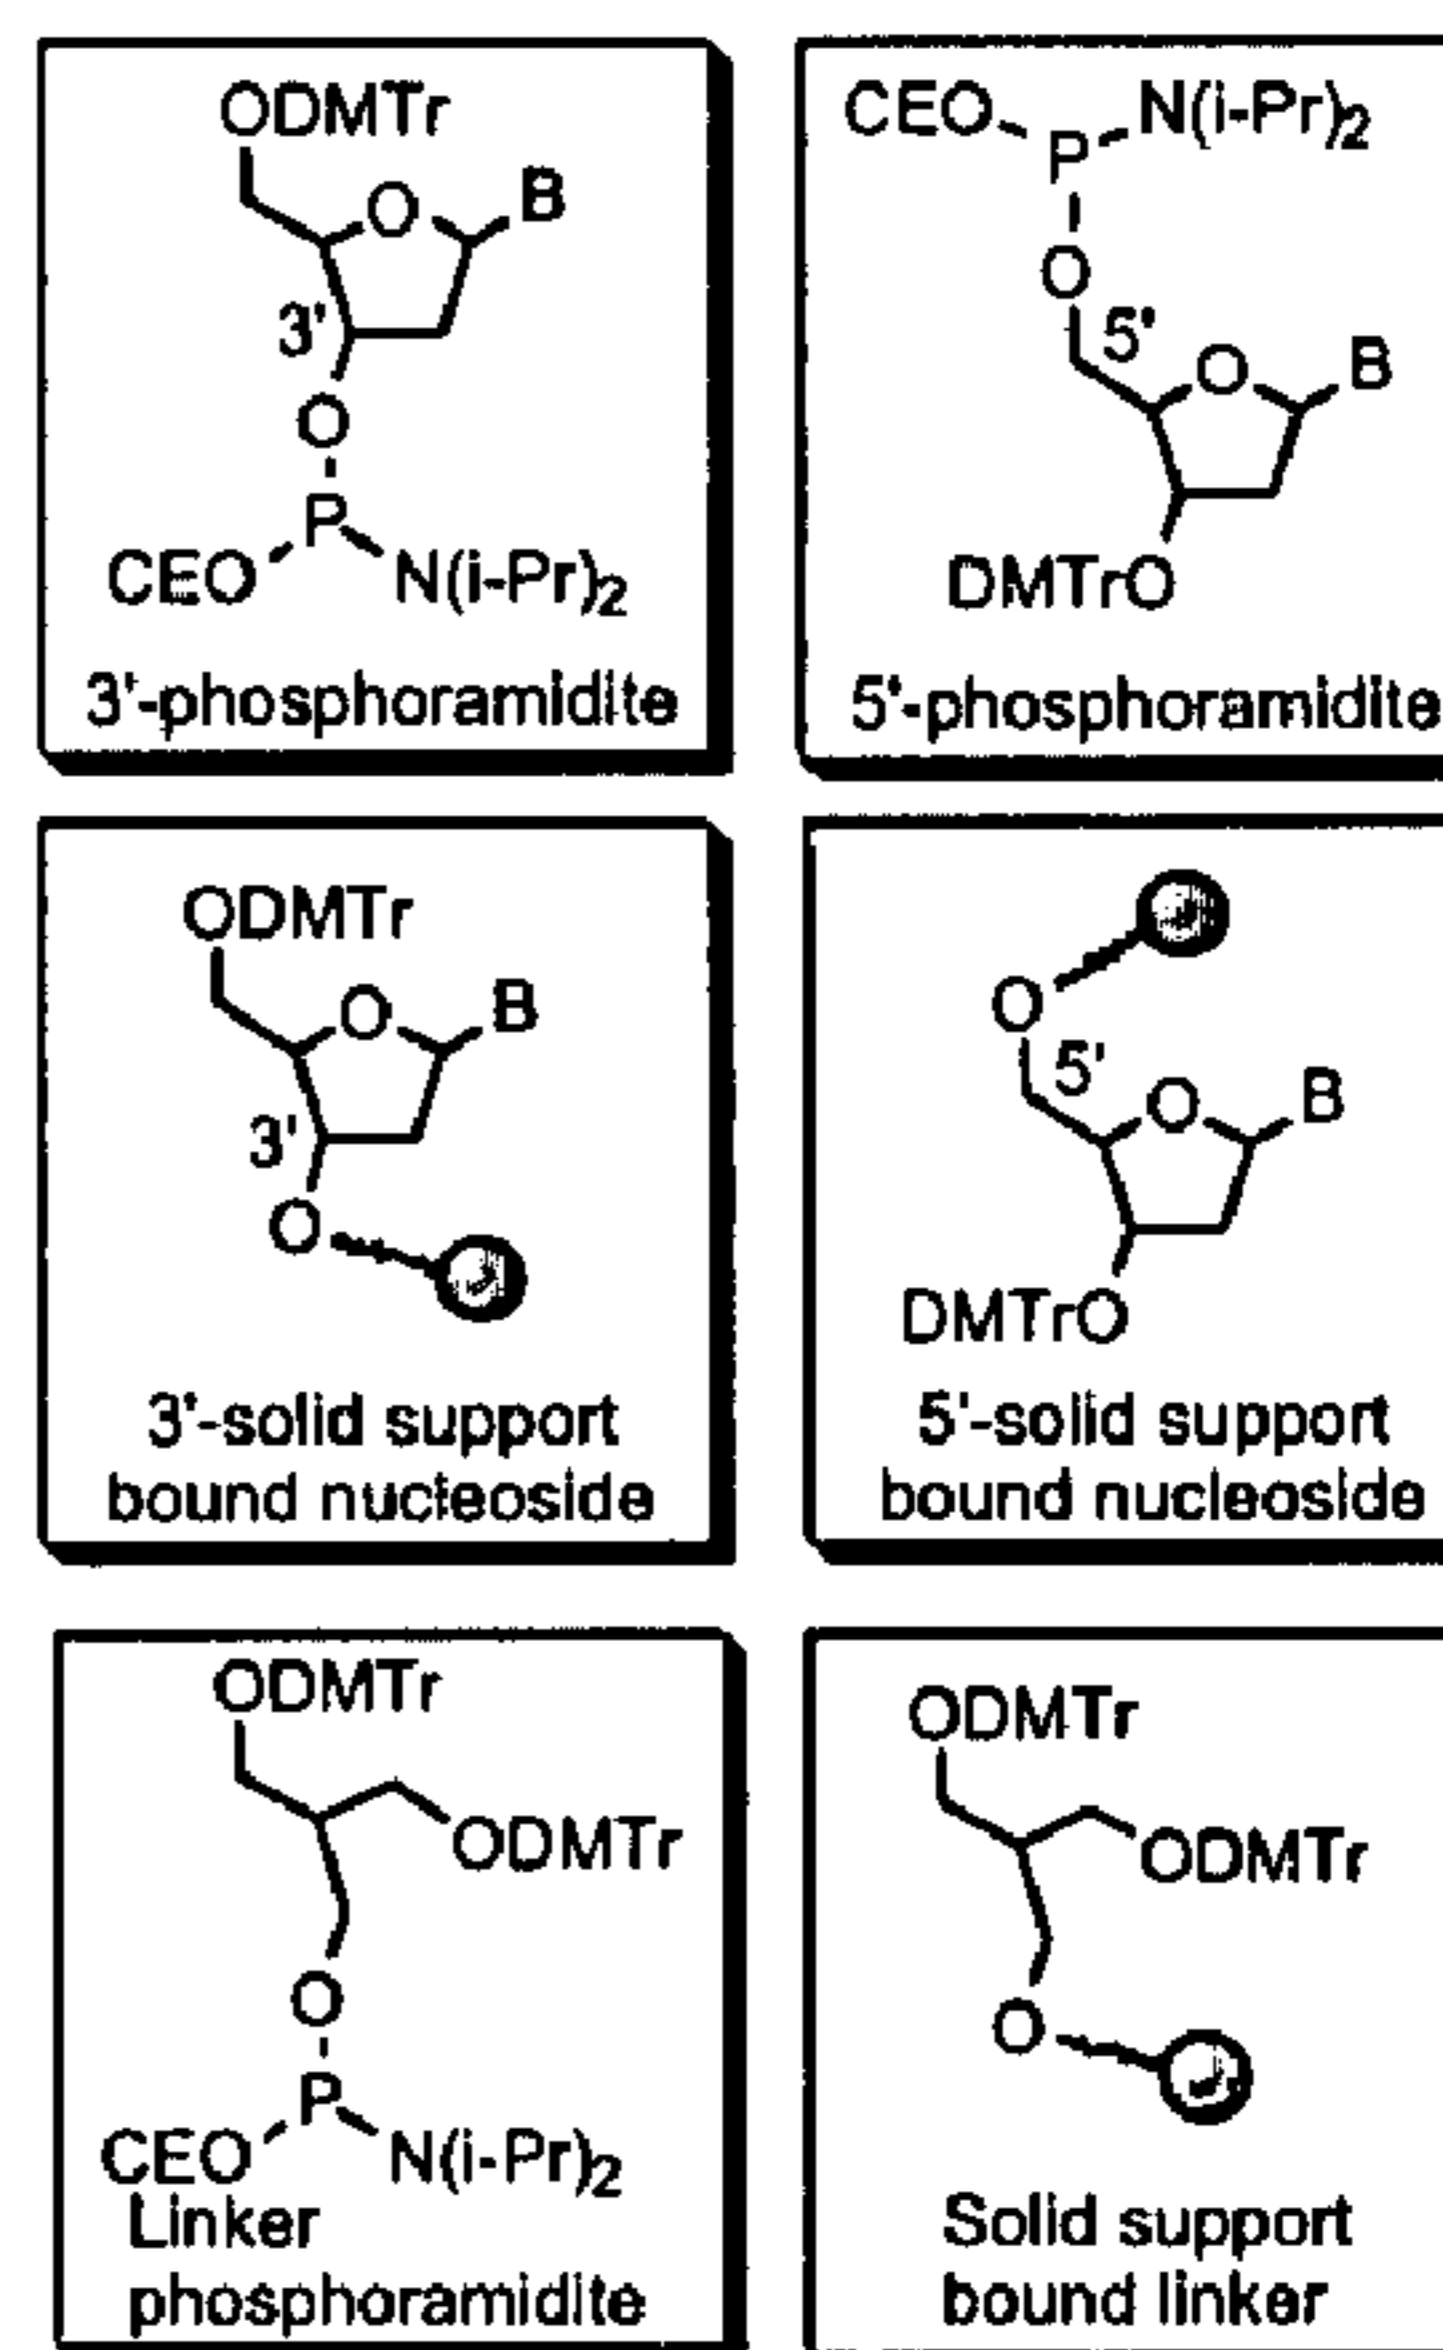 ODMTr
O
B
3'
O
P
CEO
N(i-Pr)2
3'-phosphoramidite
CEO
N(i-Pr)2
P
O
5'
O
B
DMTrO
5'-phosphoramidite
ODMTr
O
B
3'
O
3'-solid support
bound nucleoside
O
5'
O
B
DMTrO
5'-solid support
bound nucleoside
ODMTr
ODMTr
O
P
CEO
N(i-Pr)2
Linker
phosphoramidite
ODMTr
ODMTr
O
Solid support
bound linker